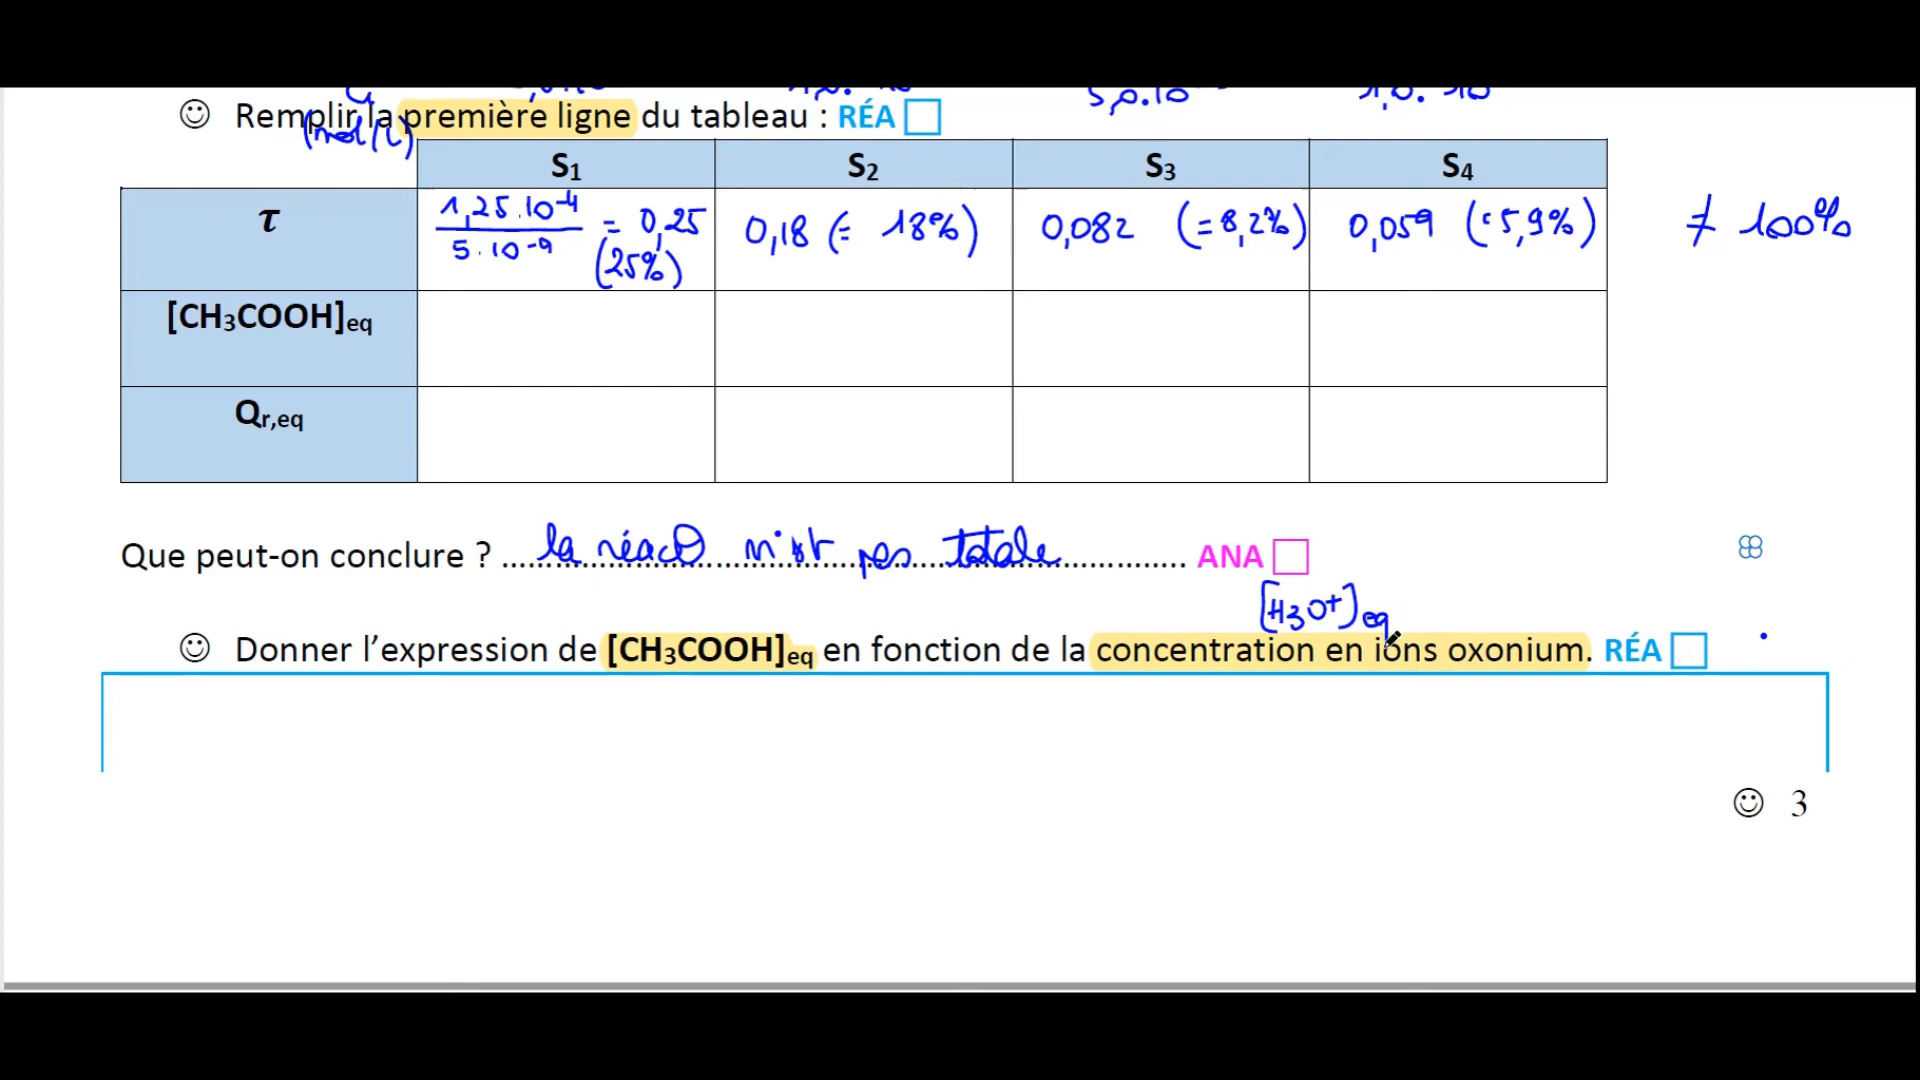 ☺ Remplir la première ligne du tableau : RÉA ☐
(mol/L)
S₁ S₂ S₃ S₄
τ 1,25.10⁻⁴ / 5.10⁻⁴ = 0,25 (25%) 0,18 (= 18%) 0,082 (= 8,2%) 0,059 (= 5,9%) ≠ 100%
[CH₃COOH]eq
Qr,eq
Que peut-on conclure ? ... la réac° n'est pas totale ... ANA ☐
[H3O+]eq
☺ Donner l’expression de [CH₃COOH]eq en fonction de la concentration en ions oxonium. RÉA ☐
☺ 3